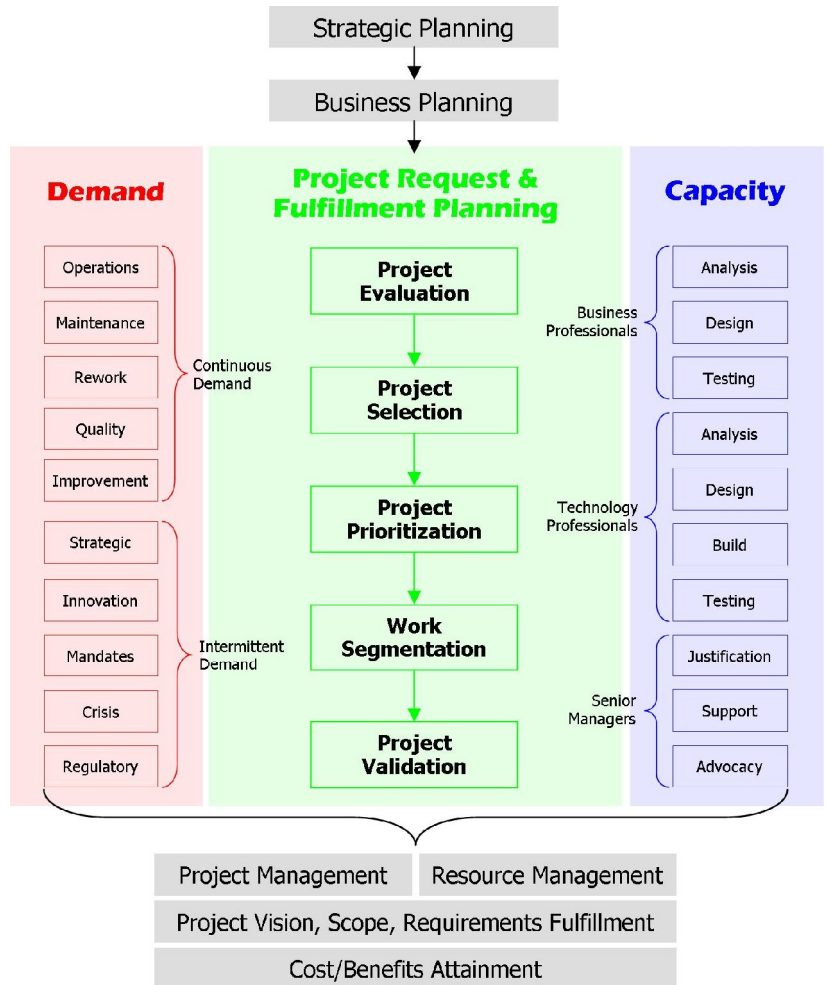 Strategic Planning
Business Planning
Demand
Operations
Maintenance
Rework
Quality
Improvement
Continuous
Demand
Strategic
Innovation
Mandates
Crisis
Regulatory
Intermittent
Demand
Project Request &
Fulfillment Planning
Project
Evaluation
Project
Selection
Project
Prioritization
Work
Segmentation
Project
Validation
Capacity
Business
Professionals
Analysis
Design
Testing
Technology
Professionals
Analysis
Design
Build
Testing
Senior
Managers
Justification
Support
Advocacy
Project Management
Resource Management
Project Vision, Scope, Requirements Fulfillment
Cost/Benefits Attainment